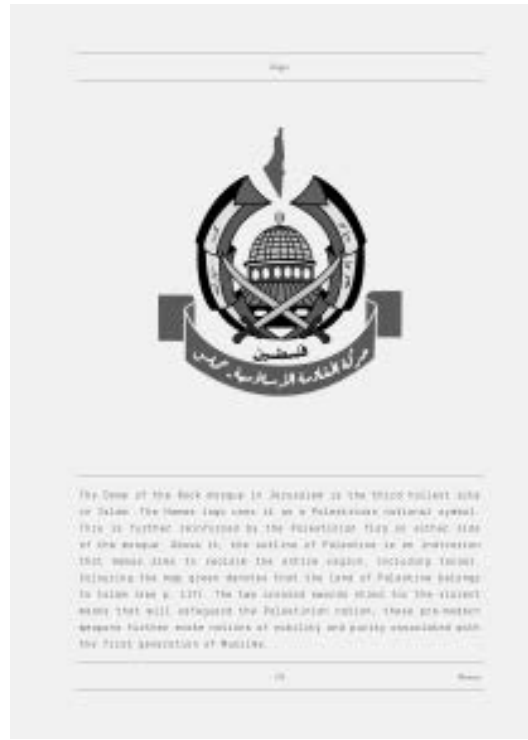 Logo
فلسطين
حركة المقاومة الاسلامية - حماس
The Dome of the Rock mosque in Jerusalem is the third holiest site
in Islam. The Hamas logo uses it as a Palestinian national symbol.
This is further reinforced by the Palestinian flag on either side
of the mosque. Above it, the outline of Palestine is an indication
that Hamas aims to reclaim the entire region, including Israel.
Colouring the map green denotes that the land of Palestine belongs
to Islam (see p. ). The two crossed swords stand for the violent
means that will safeguard the Palestinian nation, these pre-modern
weapons further evoke notions of nobility and purity associated with
the first generation of Muslims.
Hamas